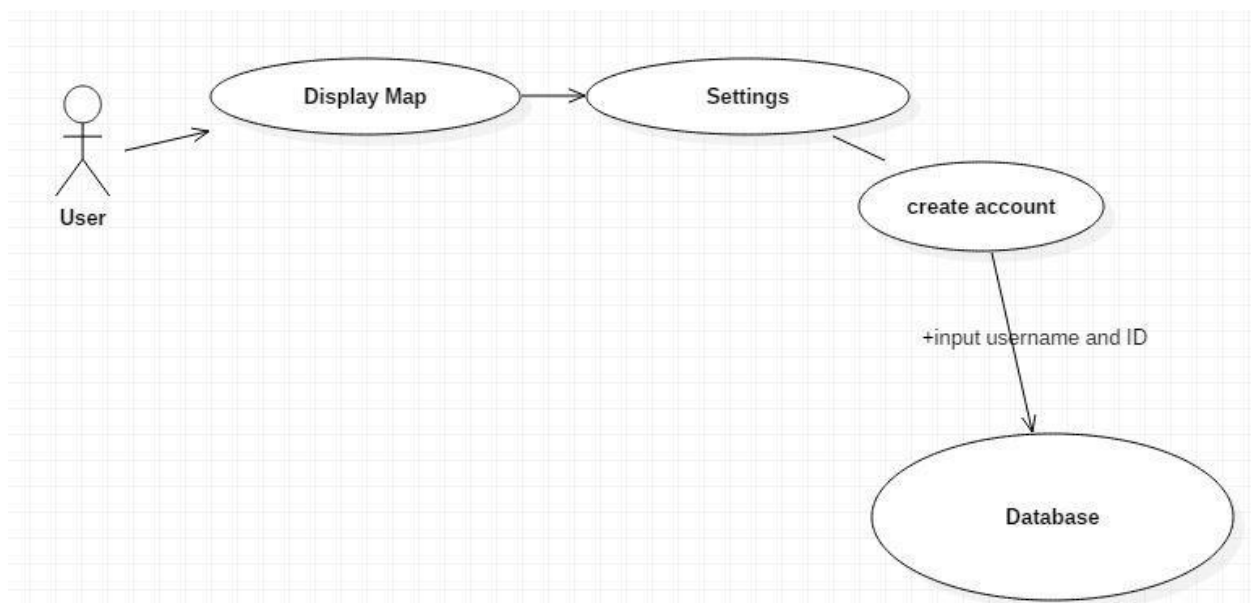 Display Map
Settings
User
create account
+input username and ID
Database